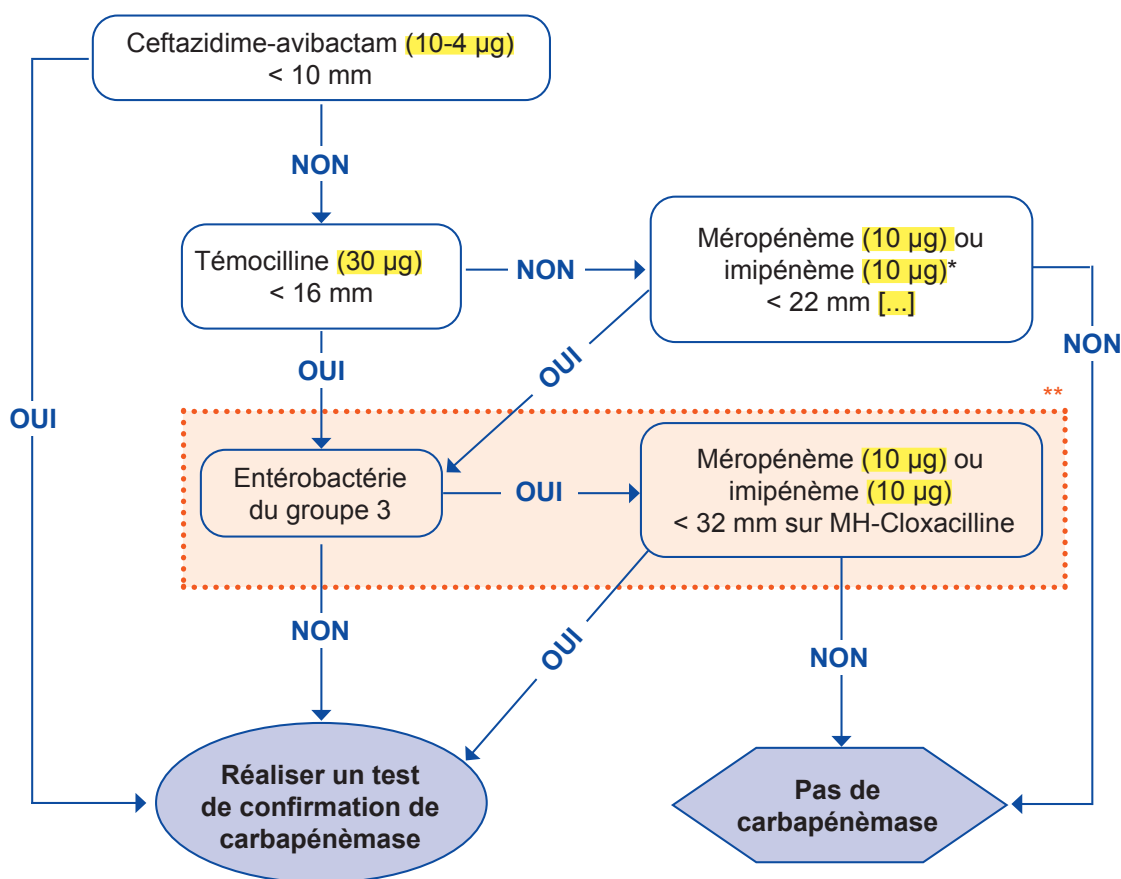 Ceftazidime-avibactam (10-4 µg)
< 10 mm
NON
Témocilline (30 µg)
< 16 mm
NON
Méropénème (10 µg) ou
imipénème (10 µg)*
< 22 mm [...]
OUI
OUI
NON
OUI
**
Entérobactérie
du groupe 3
OUI
Méropénème (10 µg) ou
imipénème (10 µg)
< 32 mm sur MH-Cloxacilline
NON
OUI
NON
Réaliser un test
de confirmation de
carbapénèmase
Pas de
carbapénèmase